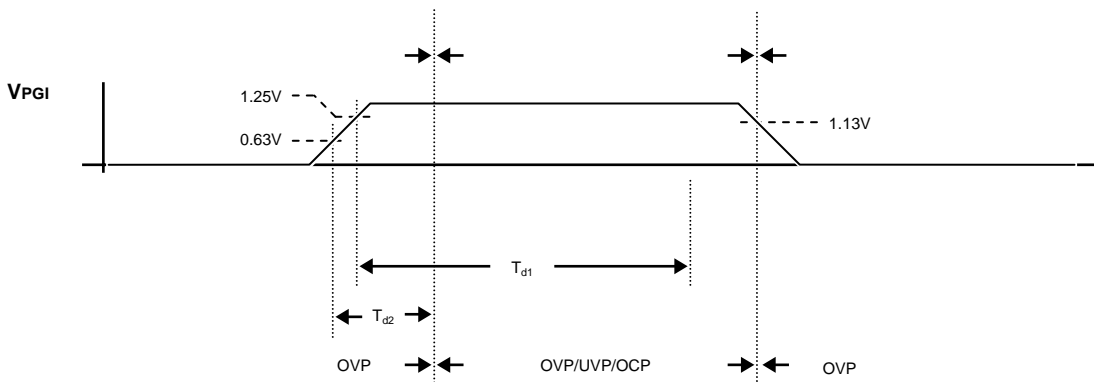 VPGI
1.25V
0.63V
1.13V
Td1
Td2
OVP
OVP/UVP/OCP
OVP